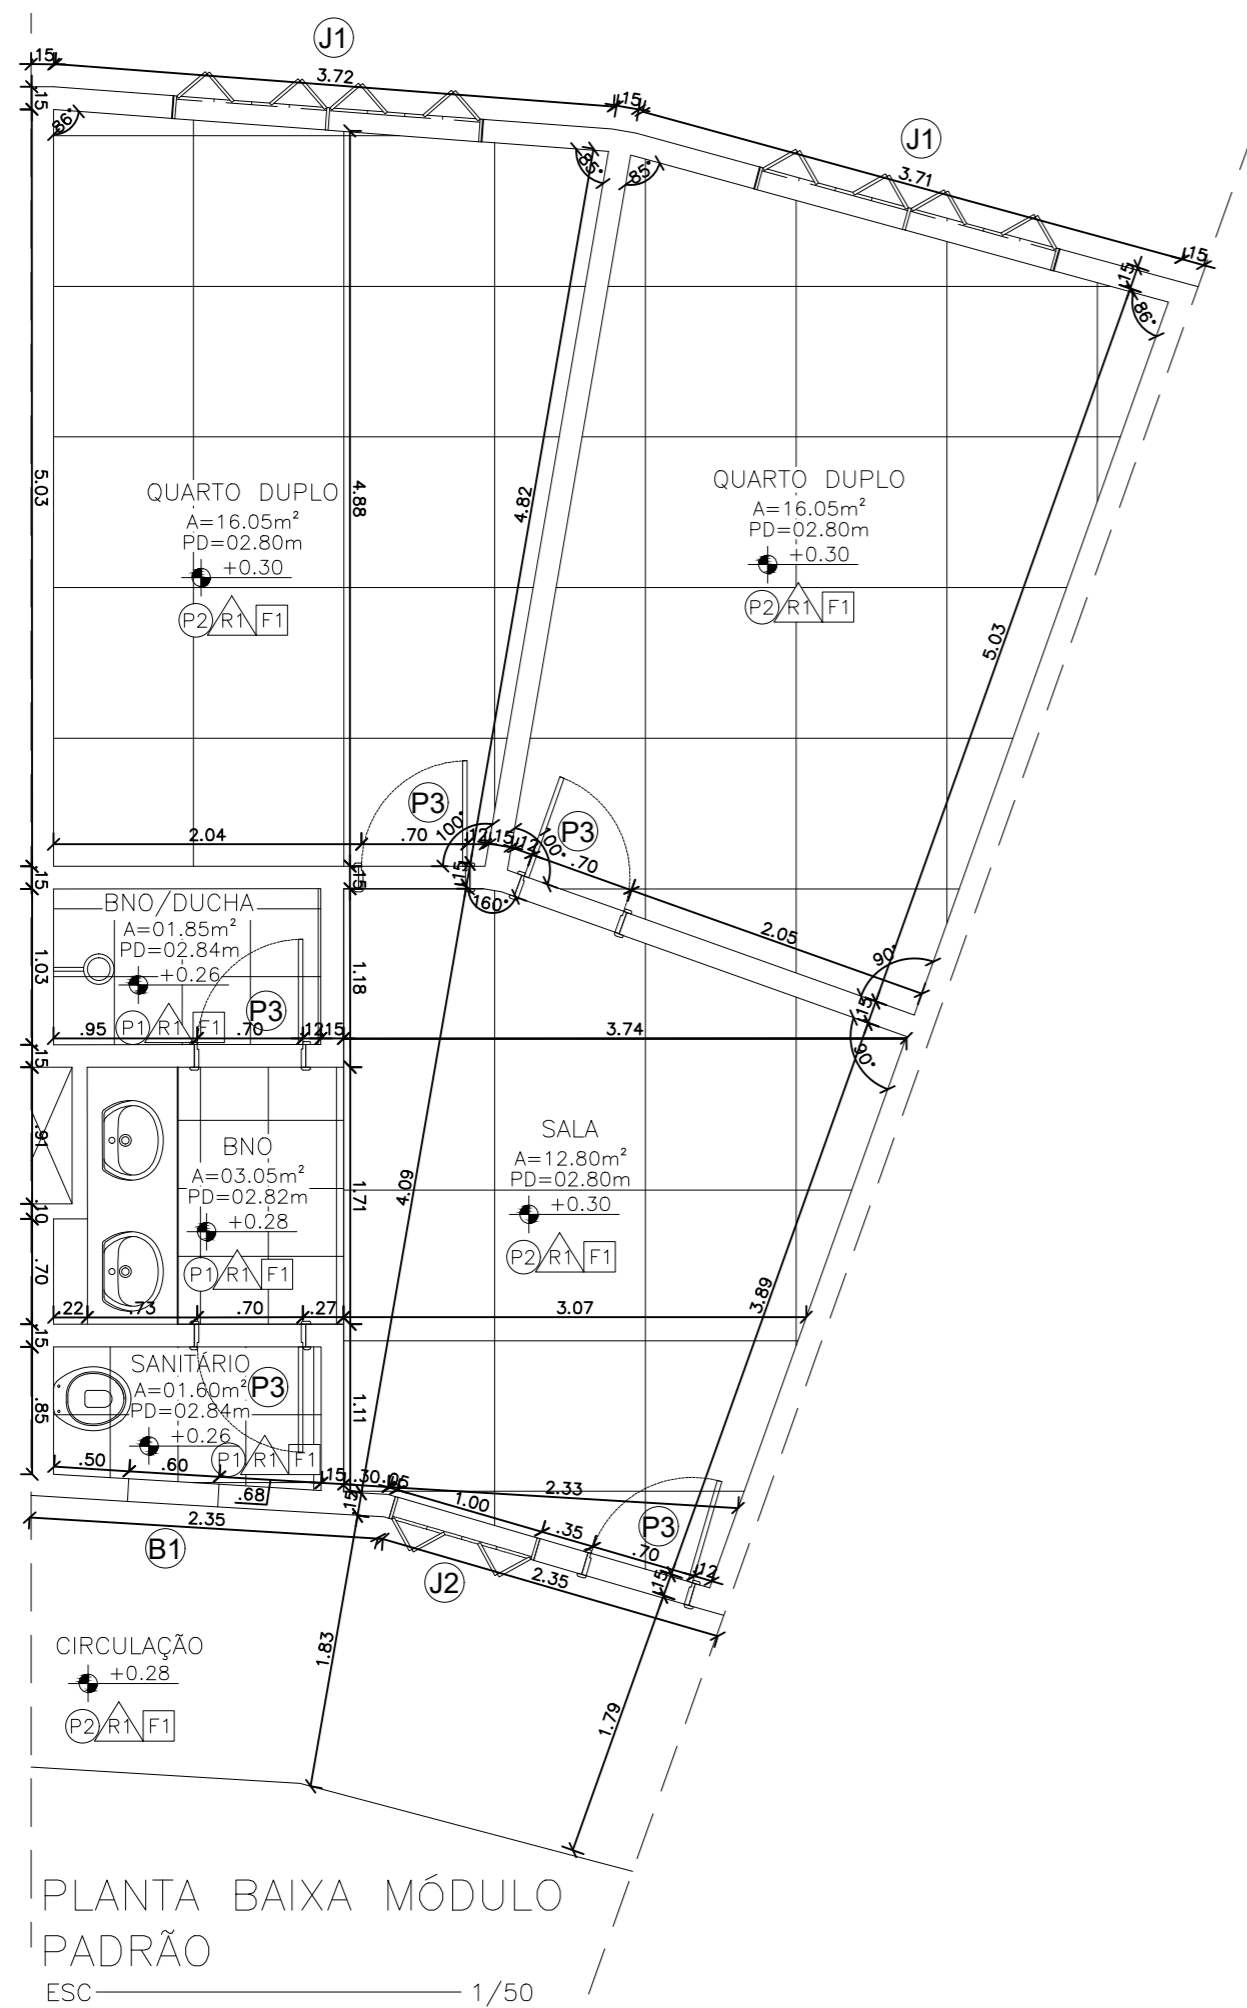 J1
.15
3.72
.15
.15
J1
3.71
.15
.15
86°
85°
85°
86°
5.03
4.88
4.82
5.03
QUARTO DUPLO
A=16.05m²
PD=02.80m
+0.30
P2 R1 F1
QUARTO DUPLO
A=16.05m²
PD=02.80m
+0.30
P2 R1 F1
P3
P3
2.04
.70
100°
.12
.15
.12
100°
.70
.15
.15
.15
160°
2.05
90°
.15
90°
BNO/DUCHA
A=01.85m²
PD=02.84m
+0.26
P3
P1 R1 F1
1.03
1.18
.95
.70
.12
.15
3.74
.15
.91
.10
.70
BNO
A=03.05m²
PD=02.82m
+0.28
P1 R1 F1
1.71
4.09
SALA
A=12.80m²
PD=02.80m
+0.30
P2 R1 F1
3.89
.22
.73
.70
.27
3.07
.15
SANITÁRIO
A=01.60m²
PD=02.84m
+0.26
P3
P1 R1 F1
.85
1.11
.50
.60
.68
.15
.30
.05
.15
2.33
1.00
.35
.70
P3
.12
.15
2.35
B1
J2
2.35
1.83
1.79
CIRCULAÇÃO
+0.28
P2 R1 F1
PLANTA BAIXA MÓDULO
PADRÃO
ESC 1/50